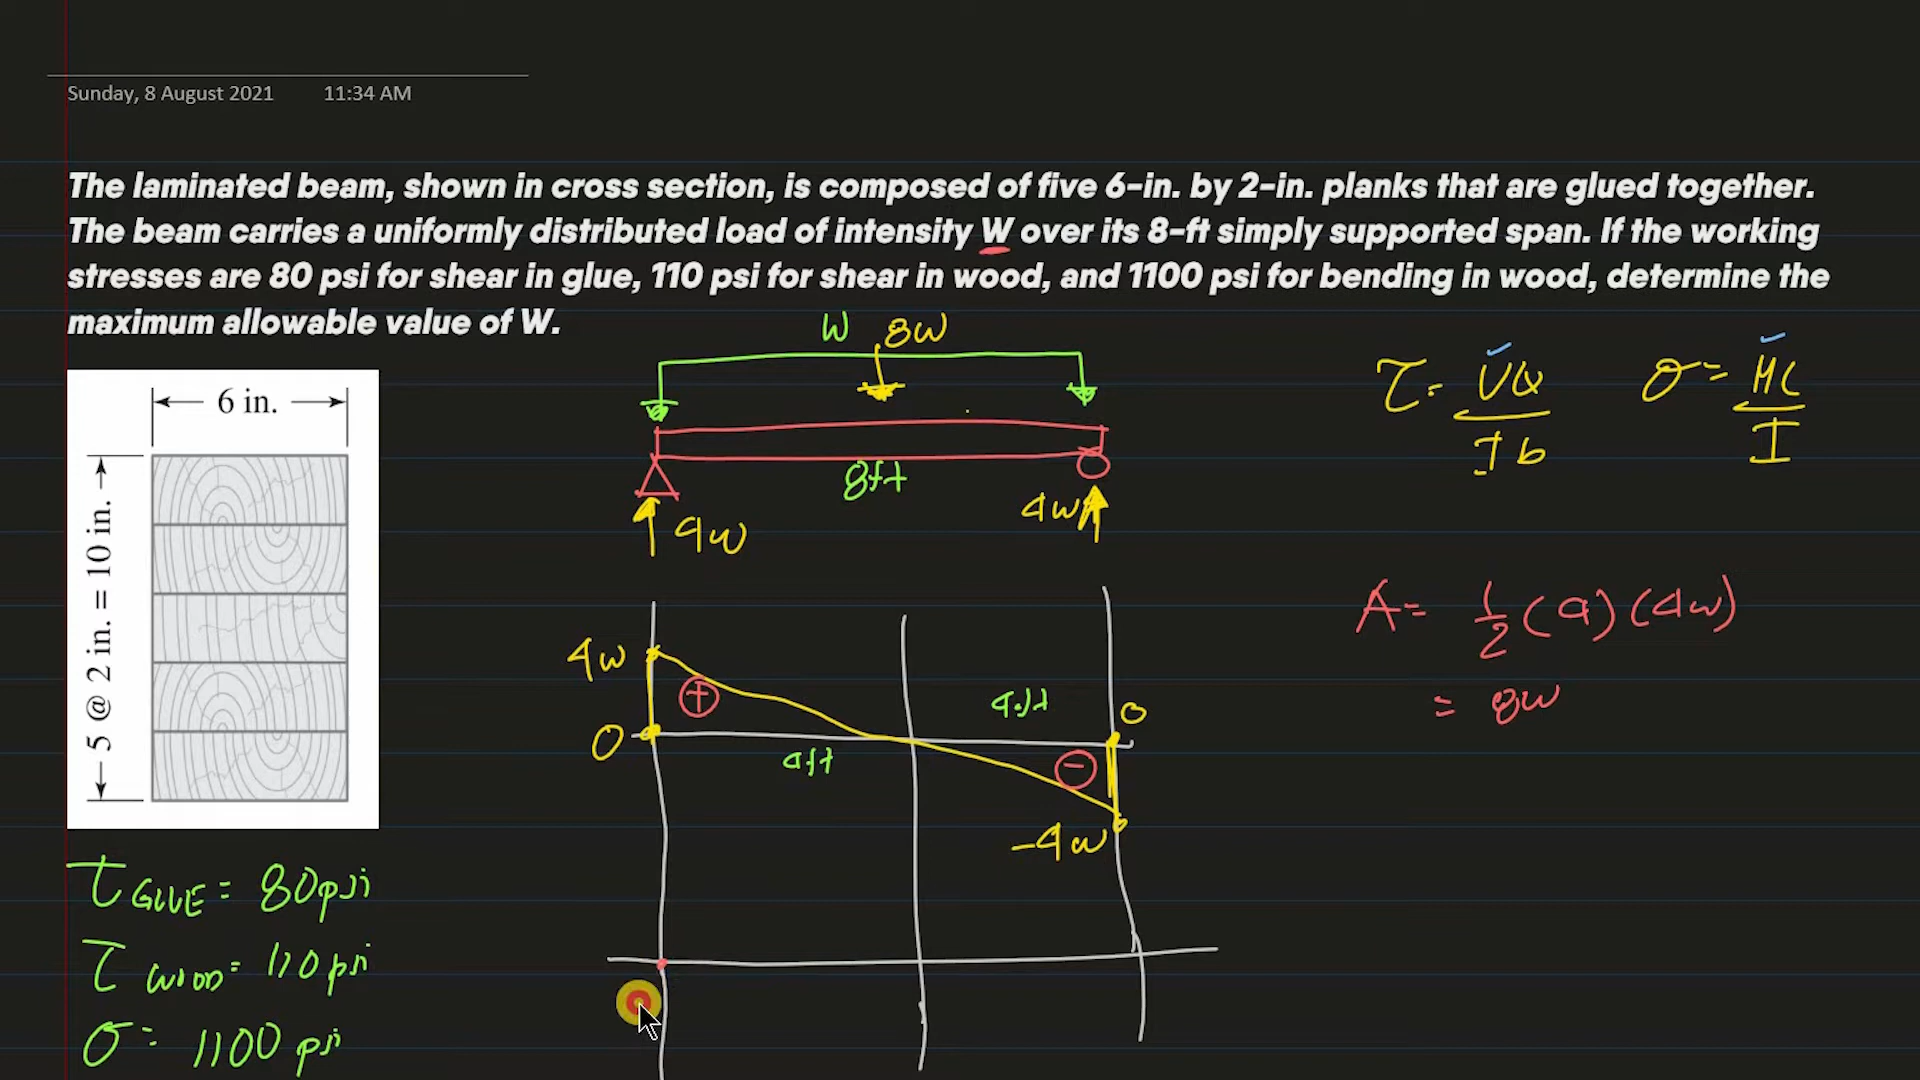 Sunday, 8 August 2021 11:34 AM
The laminated beam, shown in cross section, is composed of five 6-in. by 2-in. planks that are glued together.
The beam carries a uniformly distributed load of intensity W over its 8-ft simply supported span. If the working
stresses are 80 psi for shear in glue, 110 psi for shear in wood, and 1100 psi for bending in wood, determine the
maximum allowable value of W.
W 8W
8ft
4W
4W
τ = VQ / Ib
σ = MC / I
6 in.
5 @ 2 in. = 10 in.
4W
+
0
4ft
4ft
0
−
-4W
A = 1/2 (4) (4W)
= 8W
τ GLUE = 80 psi
τ WOOD = 110 psi
σ = 1100 psi